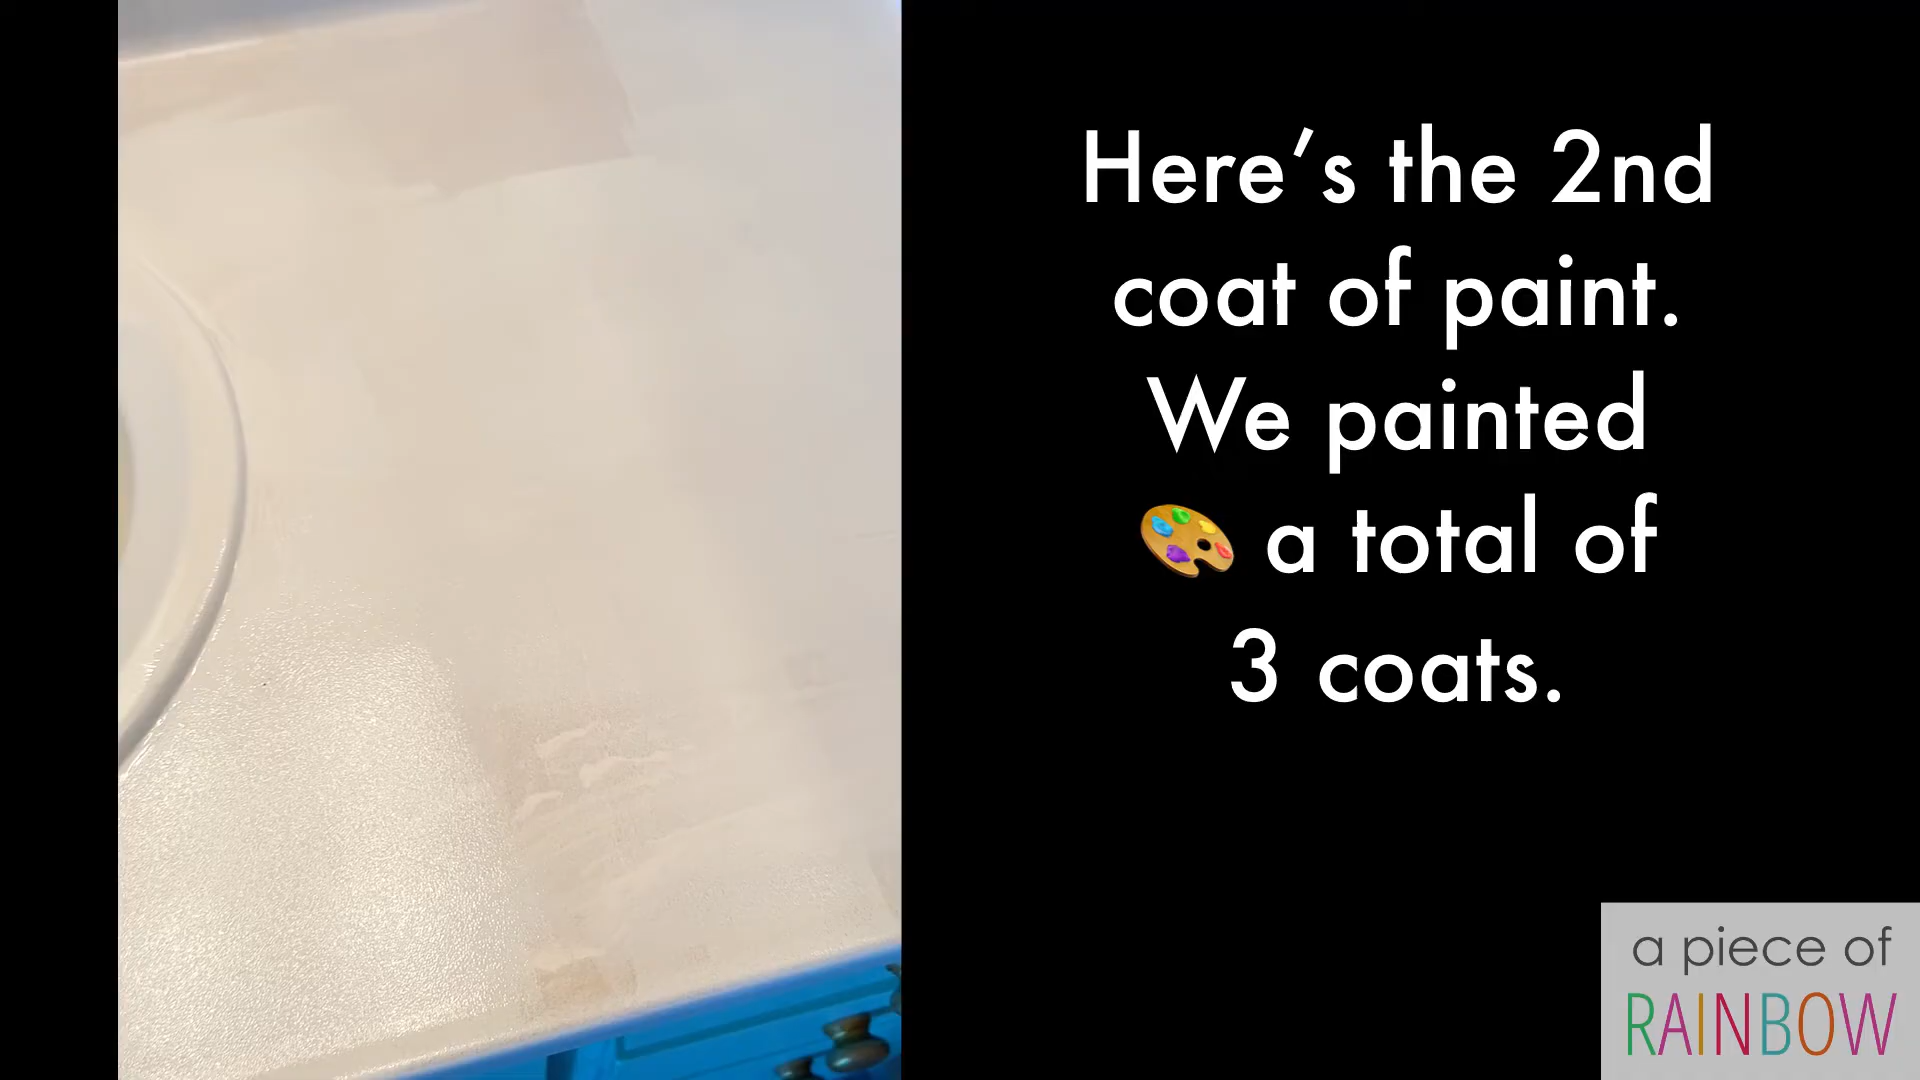 Here’s the 2nd
coat of paint.
We painted
🎨 a total of
3 coats.
a piece of
RAINBOW